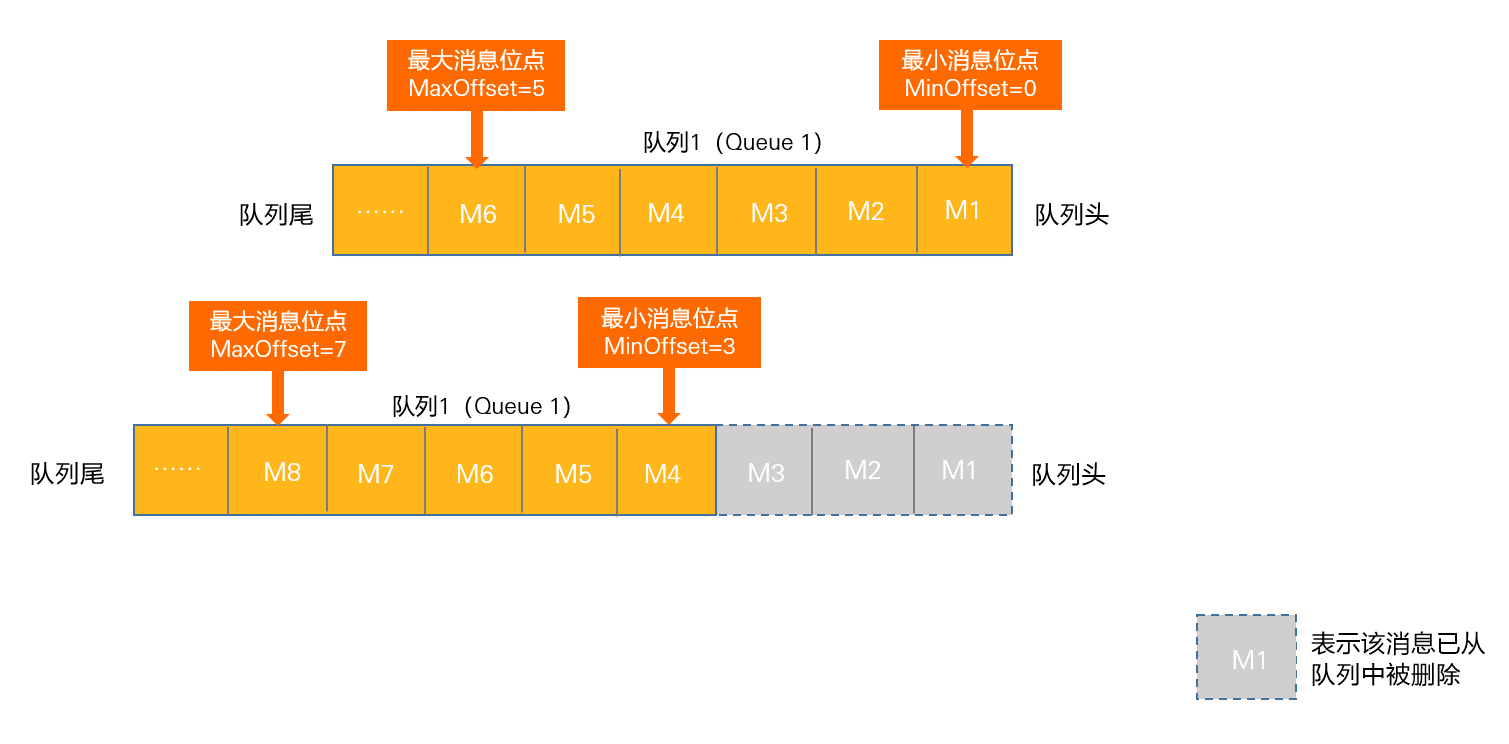 最大消息位点
MaxOffset=5
最小消息位点
MinOffset=0
队列1（Queue 1）
队列尾
······
M6
M5
M4
M3
M2
M1
队列头
最大消息位点
MaxOffset=7
最小消息位点
MinOffset=3
队列1（Queue 1）
队列尾
······
M8
M7
M6
M5
M4
M3
M2
M1
队列头
M1
表示该消息已从
队列中被删除